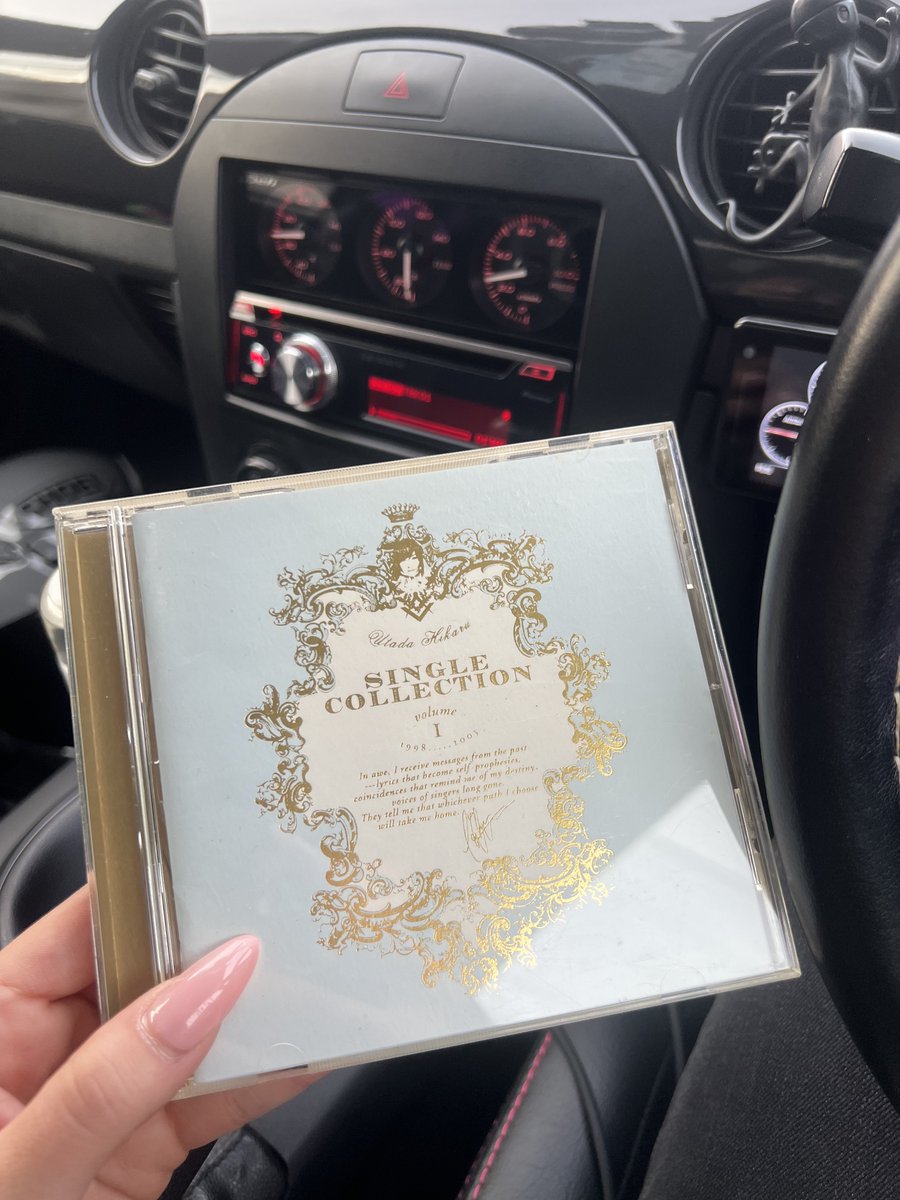 Utada Hikaru
SINGLE
COLLECTION
volume
I
In awe, I receive messages from the past
---lyrics that become self prophesies,
coincidences that remind me of my destiny,
voices of singers long gone...
They tell me that whichever path I choose
will take me home.